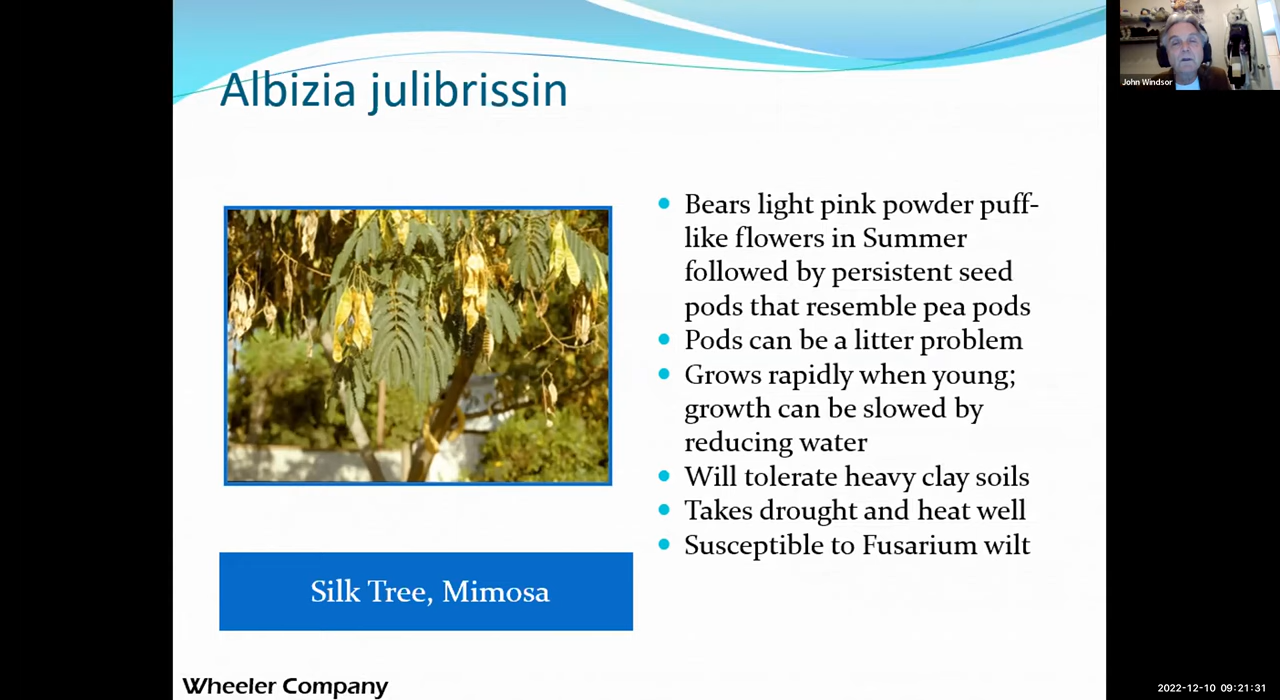 Albizia julibrissin
Bears light pink powder puff-
like flowers in Summer
followed by persistent seed
pods that resemble pea pods
Pods can be a litter problem
Grows rapidly when young;
growth can be slowed by
reducing water
Will tolerate heavy clay soils
Takes drought and heat well
Susceptible to Fusarium wilt
Silk Tree, Mimosa
Wheeler Company
John Windsor
2022-12-10 09:21:31